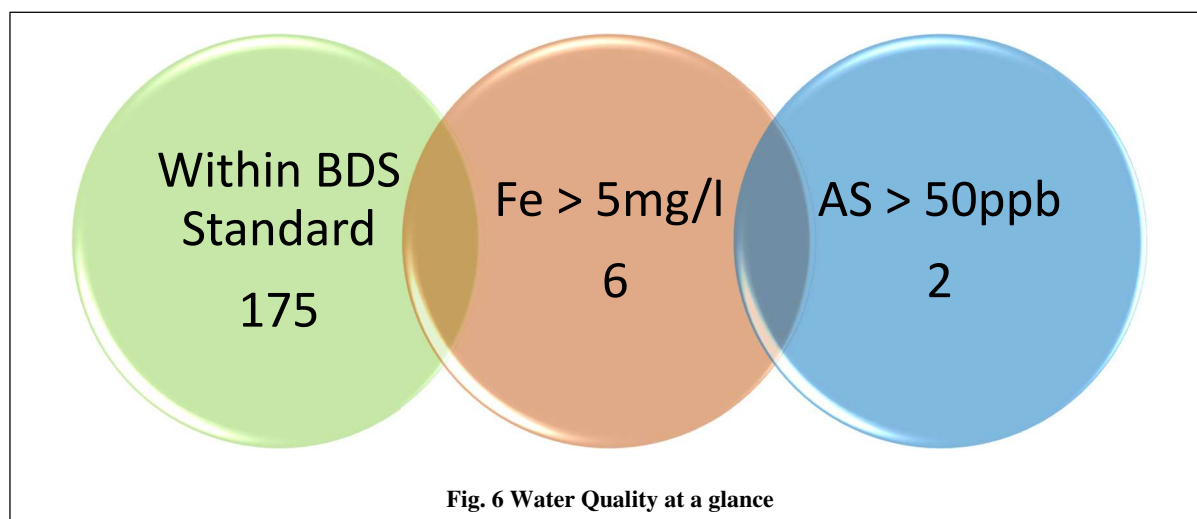 Within BDS
Standard
175
Fe > 5mg/l
6
AS > 50ppb
2
Fig. 6 Water Quality at a glance